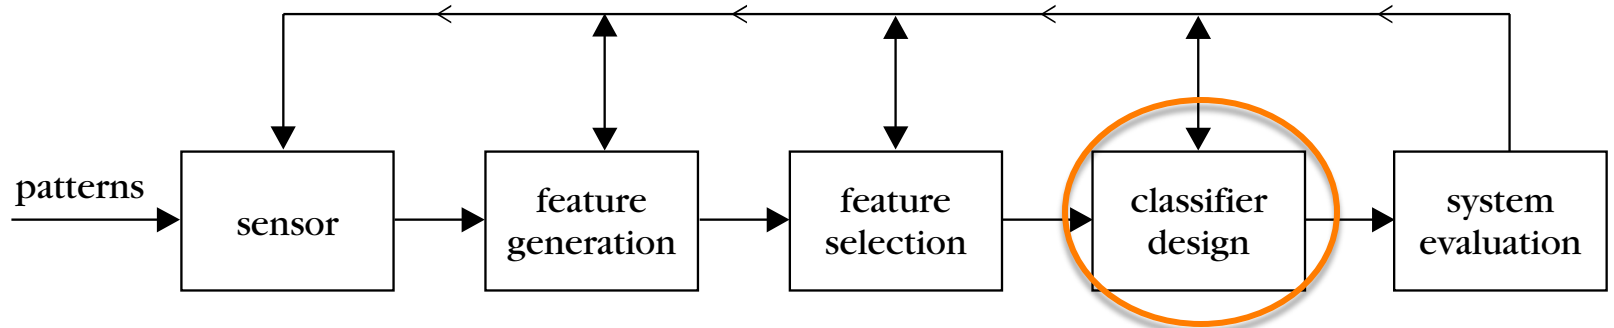 patterns
sensor
feature
generation
feature
selection
classifier
design
system
evaluation